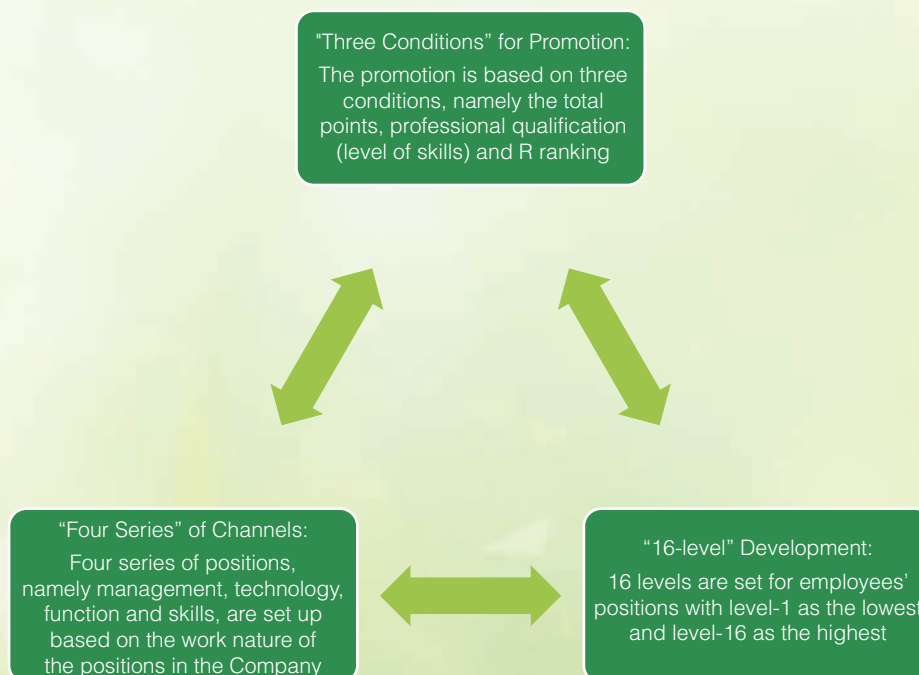 "Three Conditions” for Promotion:
The promotion is based on three
conditions, namely the total
points, professional qualification
(level of skills) and R ranking
“Four Series” of Channels:
Four series of positions,
namely management, technology,
function and skills, are set up
based on the work nature of
the positions in the Company
“16-level” Development:
16 levels are set for employees’
positions with level-1 as the lowest
and level-16 as the highest